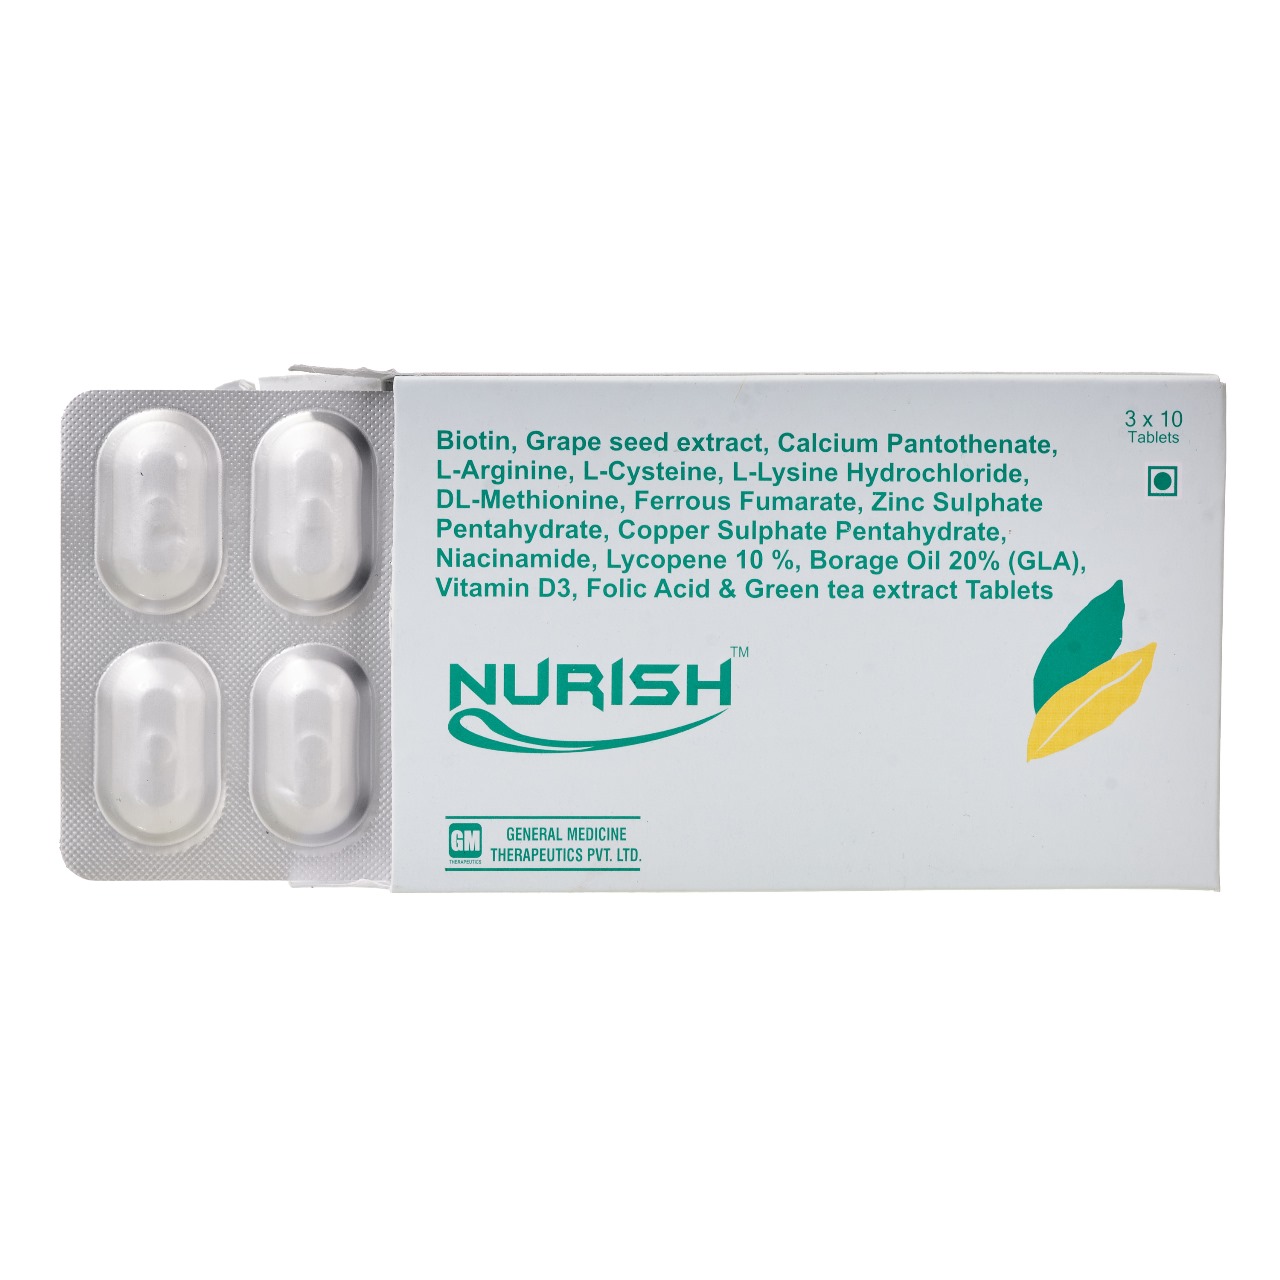 3 x 10
Tablets
Biotin, Grape seed extract, Calcium Pantothenate,
L-Arginine, L-Cysteine, L-Lysine Hydrochloride,
DL-Methionine, Ferrous Fumarate, Zinc Sulphate
Pentahydrate, Copper Sulphate Pentahydrate,
Niacinamide, Lycopene 10 %, Borage Oil 20% (GLA),
Vitamin D3, Folic Acid & Green tea extract Tablets
NURISH™
GM
THERAPEUTICS
GENERAL MEDICINE
THERAPEUTICS PVT. LTD.